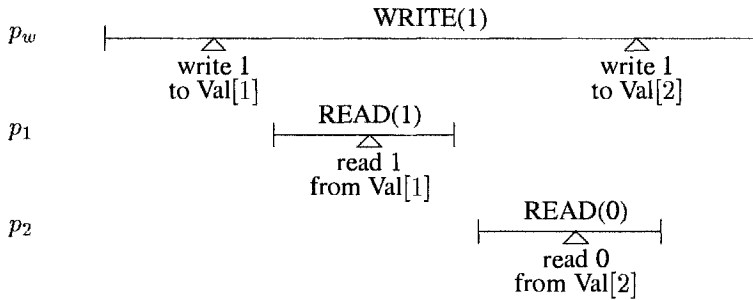 WRITE(1)
p_w
write 1
to Val[1]
write 1
to Val[2]
READ(1)
p_1
read 1
from Val[1]
READ(0)
p_2
read 0
from Val[2]